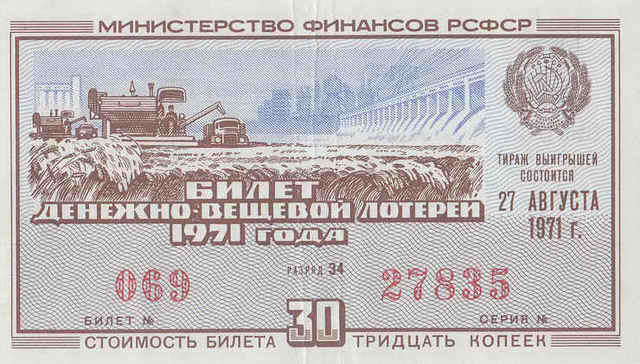 МИНИСТЕРСТВО ФИНАНСОВ РСФСР
ТИРАЖ ВЫИГРЫШЕЙ
СОСТОИТСЯ
27 АВГУСТА
1971 г.
БИЛЕТ
ДЕНЕЖНО-ВЕЩЕВОЙ ЛОТЕРЕИ
1971 ГОДА
069
РАЗРЯД 34
27835
БИЛЕТ №
СЕРИЯ №
СТОИМОСТЬ БИЛЕТА 30 ТРИДЦАТЬ КОПЕЕК